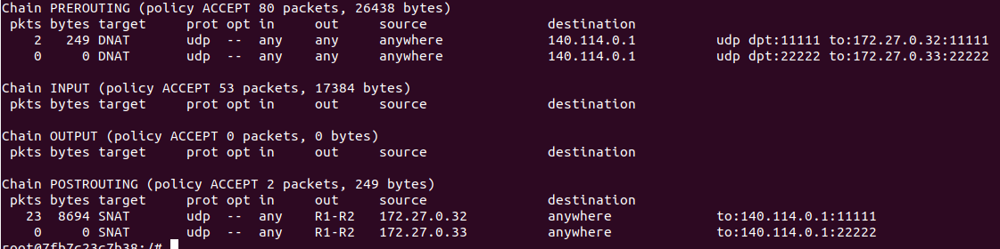 Chain PREROUTING (policy ACCEPT 80 packets, 26438 bytes)
pkts bytes target prot opt in out source destination
2 249 DNAT udp -- any any anywhere 140.114.0.1 udp dpt:11111 to:172.27.0.32:11111
0 0 DNAT udp -- any any anywhere 140.114.0.1 udp dpt:22222 to:172.27.0.33:22222
Chain INPUT (policy ACCEPT 53 packets, 17384 bytes)
pkts bytes target prot opt in out source destination
Chain OUTPUT (policy ACCEPT 0 packets, 0 bytes)
pkts bytes target prot opt in out source destination
Chain POSTROUTING (policy ACCEPT 2 packets, 249 bytes)
pkts bytes target prot opt in out source destination
23 8694 SNAT udp -- any R1-R2 172.27.0.32 anywhere to:140.114.0.1:11111
0 0 SNAT udp -- any R1-R2 172.27.0.33 anywhere to:140.114.0.1:22222